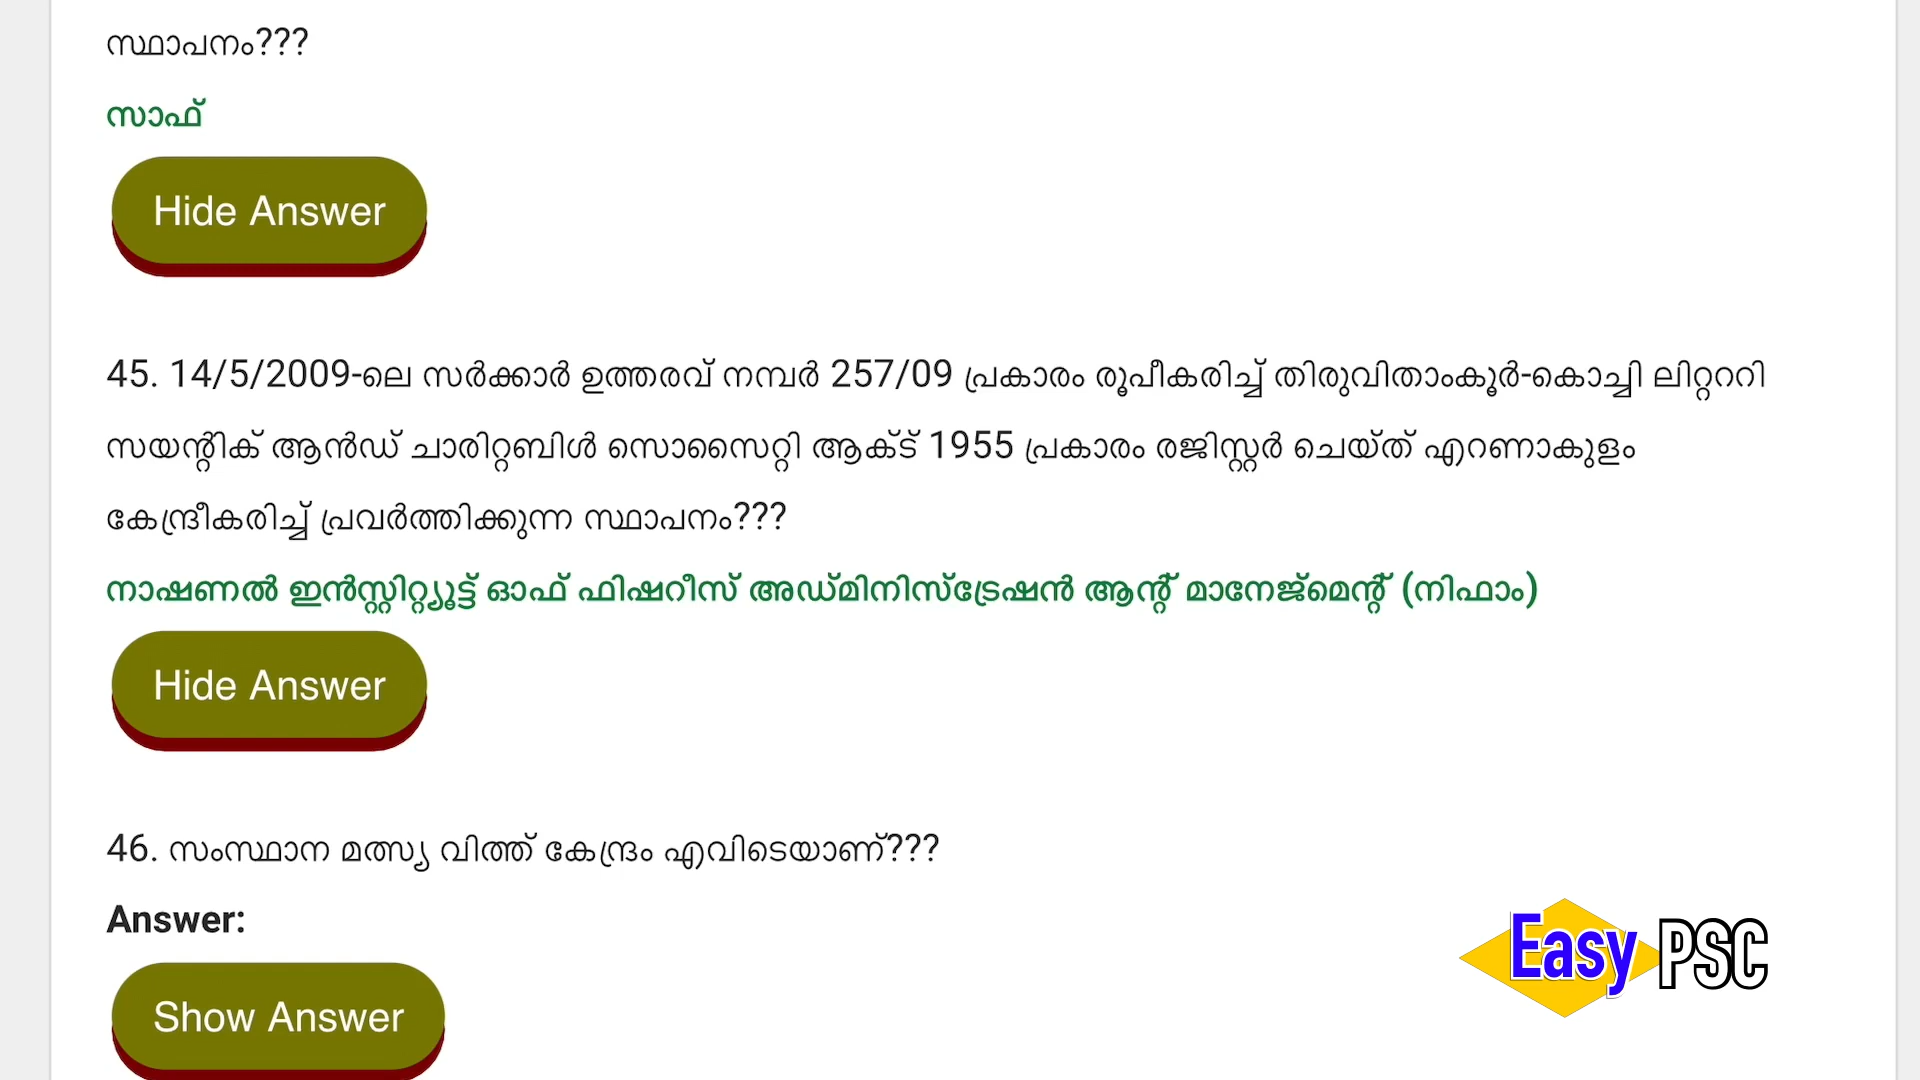 സ്ഥാപനം???
സാഫ്
Hide Answer
45. 14/5/2009-ലെ സർക്കാർ ഉത്തരവ് നമ്പർ 257/09 പ്രകാരം രൂപീകരിച്ച് തിരുവിതാംകൂർ-കൊച്ചി ലിറ്റററി
സയന്റിക് ആൻഡ് ചാരിറ്റബിൾ സൊസൈറ്റി ആക്ട് 1955 പ്രകാരം രജിസ്റ്റർ ചെയ്ത് എറണാകുളം
കേന്ദ്രീകരിച്ച് പ്രവർത്തിക്കുന്ന സ്ഥാപനം???
നാഷണൽ ഇൻസ്റ്റിറ്റ്യൂട്ട് ഓഫ് ഫിഷറീസ് അഡ്മിനിസ്ട്രേഷൻ ആന്റ് മാനേജ്മെന്റ് (നിഫാം)
Hide Answer
46. സംസ്ഥാന മത്സ്യ വിത്ത് കേന്ദ്രം എവിടെയാണ്???
Answer:
Easy PSC
Show Answer